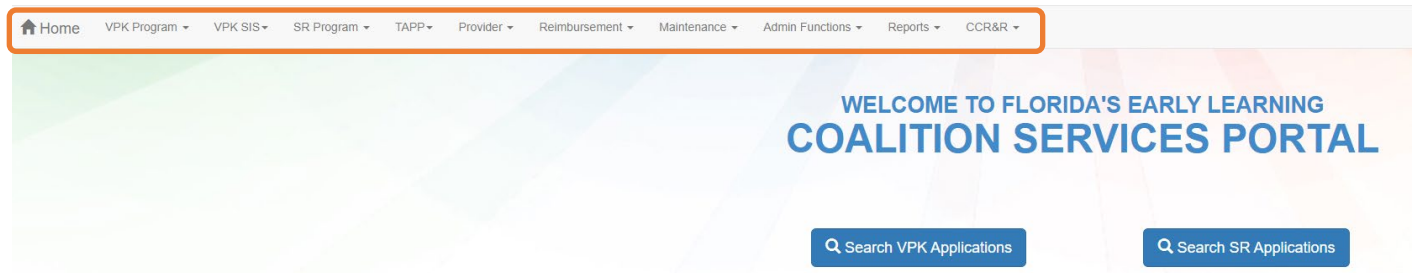 Home VPK Program VPK SIS SR Program TAPP Provider Reimbursement Maintenance Admin Functions Reports CCR&R
WELCOME TO FLORIDA'S EARLY LEARNING
COALITION SERVICES PORTAL
Search VPK Applications Search SR Applications